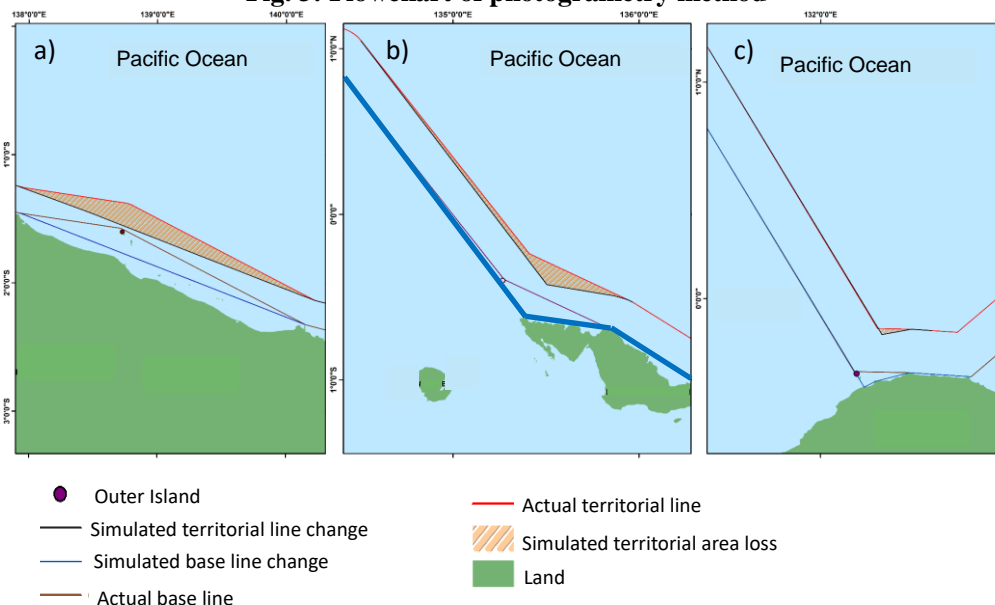 Fig. 3. Flowchart of photogrametry method
138°0'0"E
139°0'0"E
140°0'0"E
135°0'0"E
136°0'0"E
132°0'0"E
a)
Pacific Ocean
1°0'0"S
2°0'0"S
3°0'0"S
b)
Pacific Ocean
1°0'0"N
0°0'0"
1°0'0"S
c)
Pacific Ocean
1°0'0"N
0°0'0"
Outer Island
Simulated territorial line change
Simulated base line change
Actual base line
Actual territorial line
Simulated territorial area loss
Land